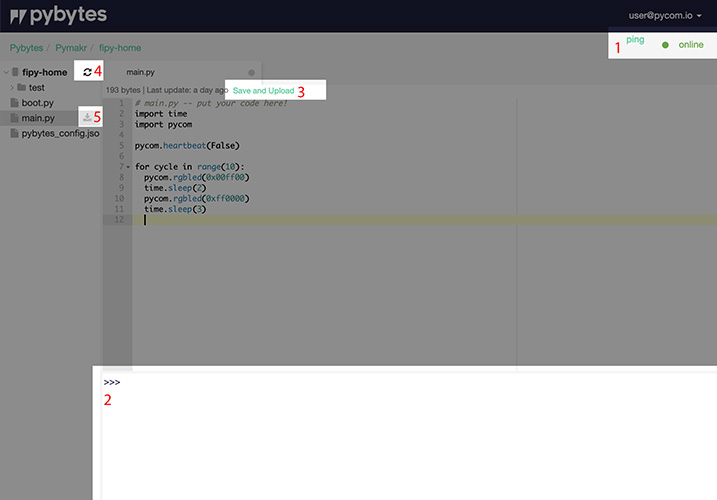 pybytes
user@pycom.io
Pybytes / Pymakr / fipy-home
1 ping online
fipy-home 4
main.py
test
193 bytes | Last update: a day ago Save and Upload 3
boot.py
main.py 5
pybytes_config.jso
1 # main.py -- put your code here!
2 import time
3 import pycom
4
5 pycom.heartbeat(False)
6
7 for cycle in range(10):
8 pycom.rgbled(0x00ff00)
9 time.sleep(2)
10 pycom.rgbled(0xff0000)
11 time.sleep(3)
12
>>>
2